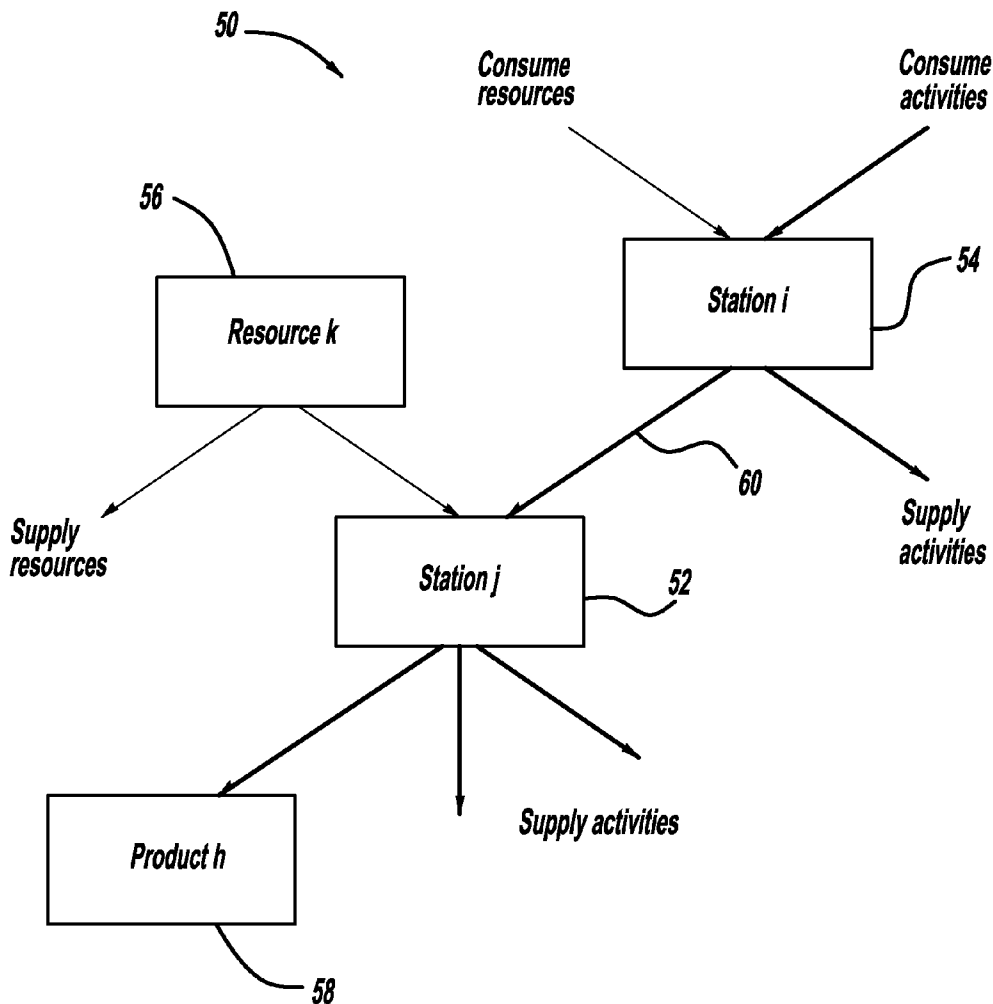 50
Consume
resources
Consume
activities
56
54
Station i
Resource k
60
Supply
resources
Supply
activities
Station j
52
Supply activities
Product h
58